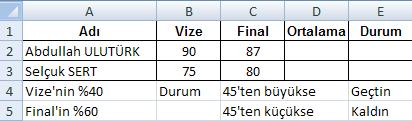 A B C D E
1 Adı Vize Final Ortalama Durum
2 Abdullah ULUTÜRK 90 87
3 Selçuk SERT 75 80
4 Vize'nin %40 Durum 45'ten büyükse Geçtin
5 Final'in %60 45'ten küçükse Kaldın